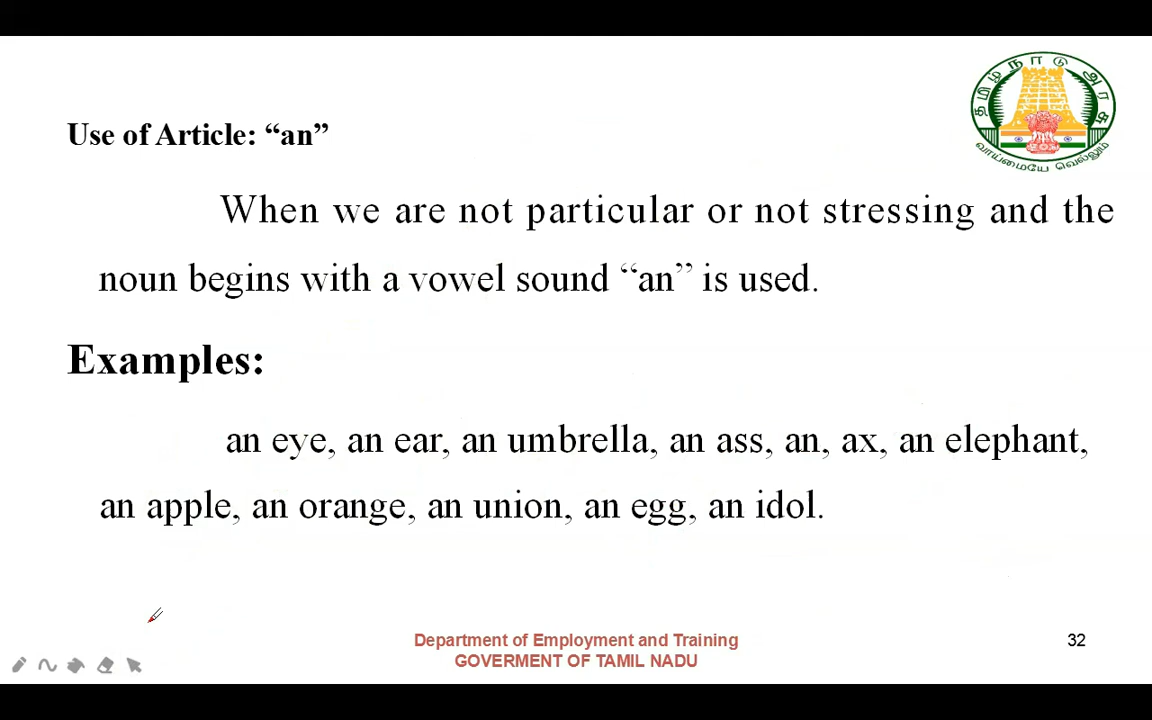 தமிழ்நாடு அரசு
வாய்மையே வெல்லும்
Use of Article: “an”
When we are not particular or not stressing and the
noun begins with a vowel sound “an” is used.
Examples:
an eye, an ear, an umbrella, an ass, an, ax, an elephant,
an apple, an orange, an union, an egg, an idol.
Department of Employment and Training
GOVERMENT OF TAMIL NADU
32